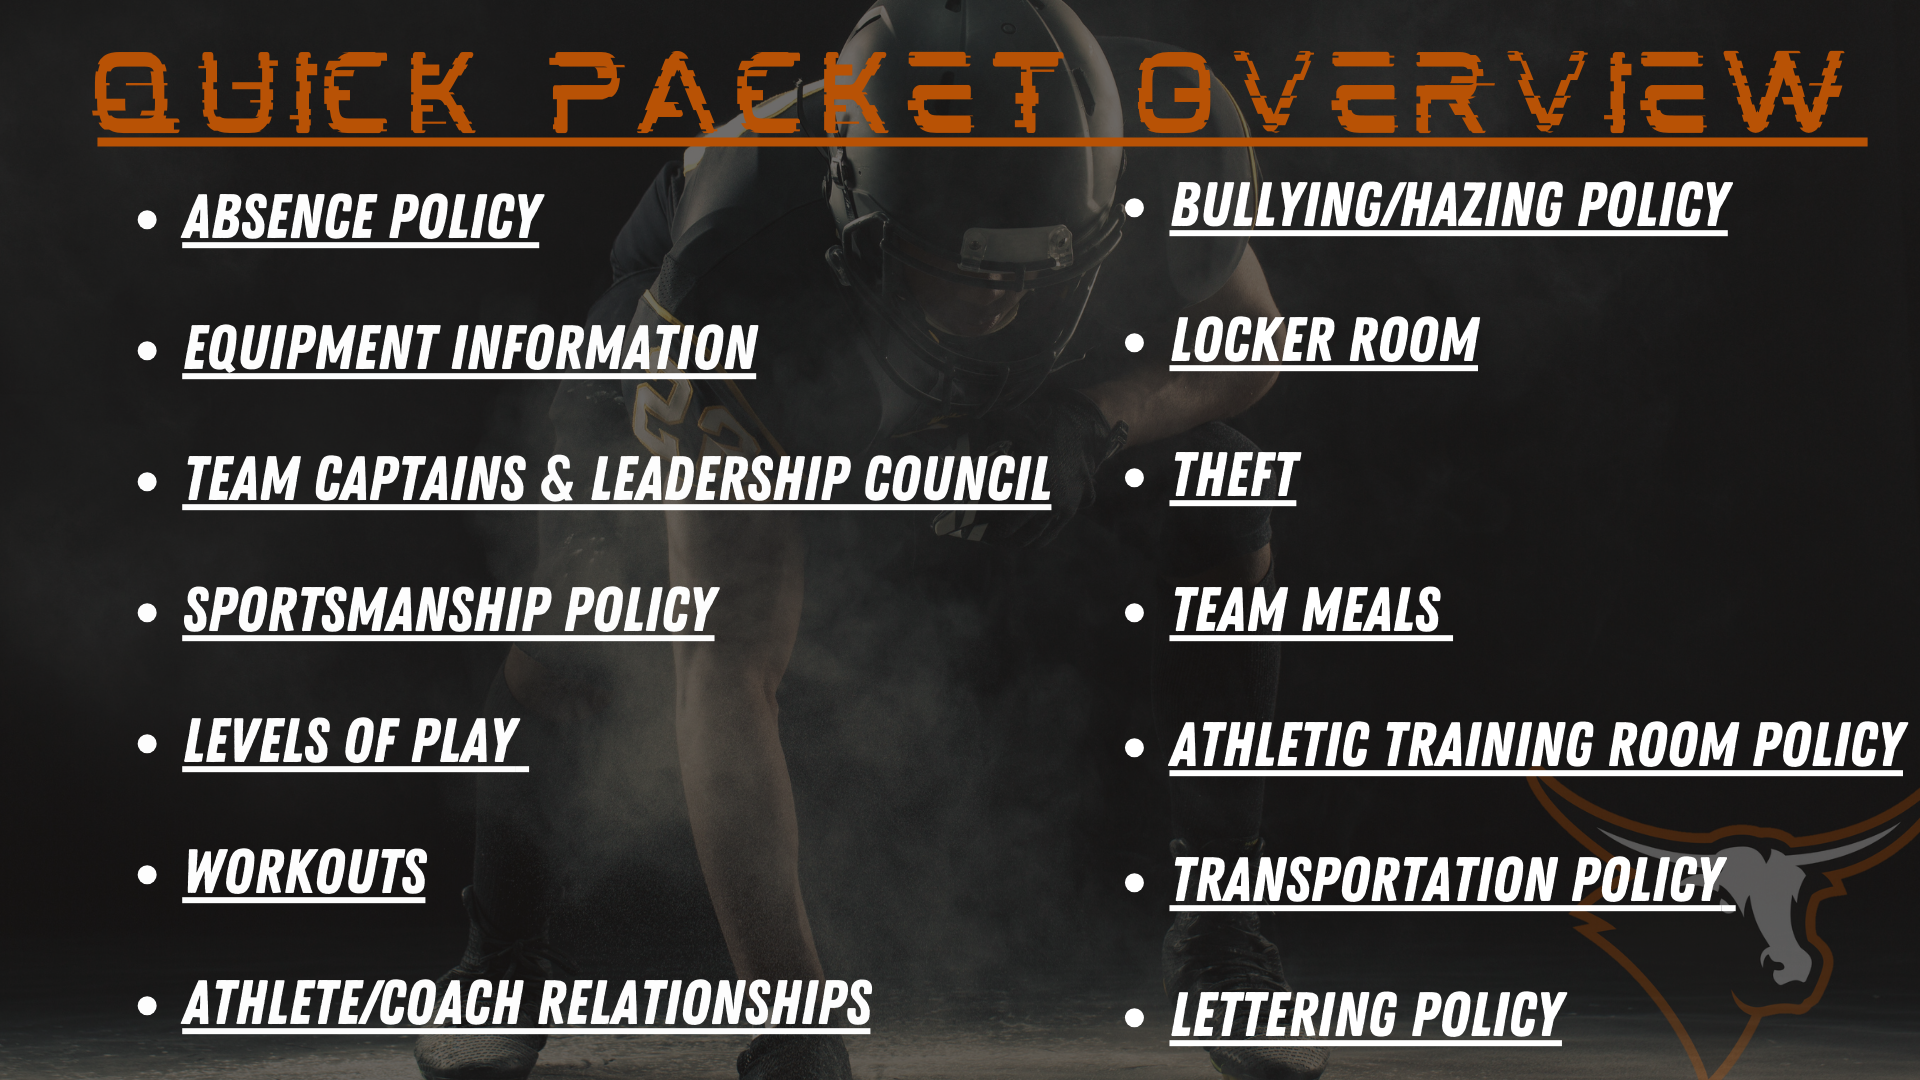 QUICK PACKET OVERVIEW
ABSENCE POLICY
EQUIPMENT INFORMATION
TEAM CAPTAINS & LEADERSHIP COUNCIL
SPORTSMANSHIP POLICY
LEVELS OF PLAY
WORKOUTS
ATHLETE/COACH RELATIONSHIPS
BULLYING/HAZING POLICY
LOCKER ROOM
THEFT
TEAM MEALS
ATHLETIC TRAINING ROOM POLICY
TRANSPORTATION POLICY
LETTERING POLICY
22